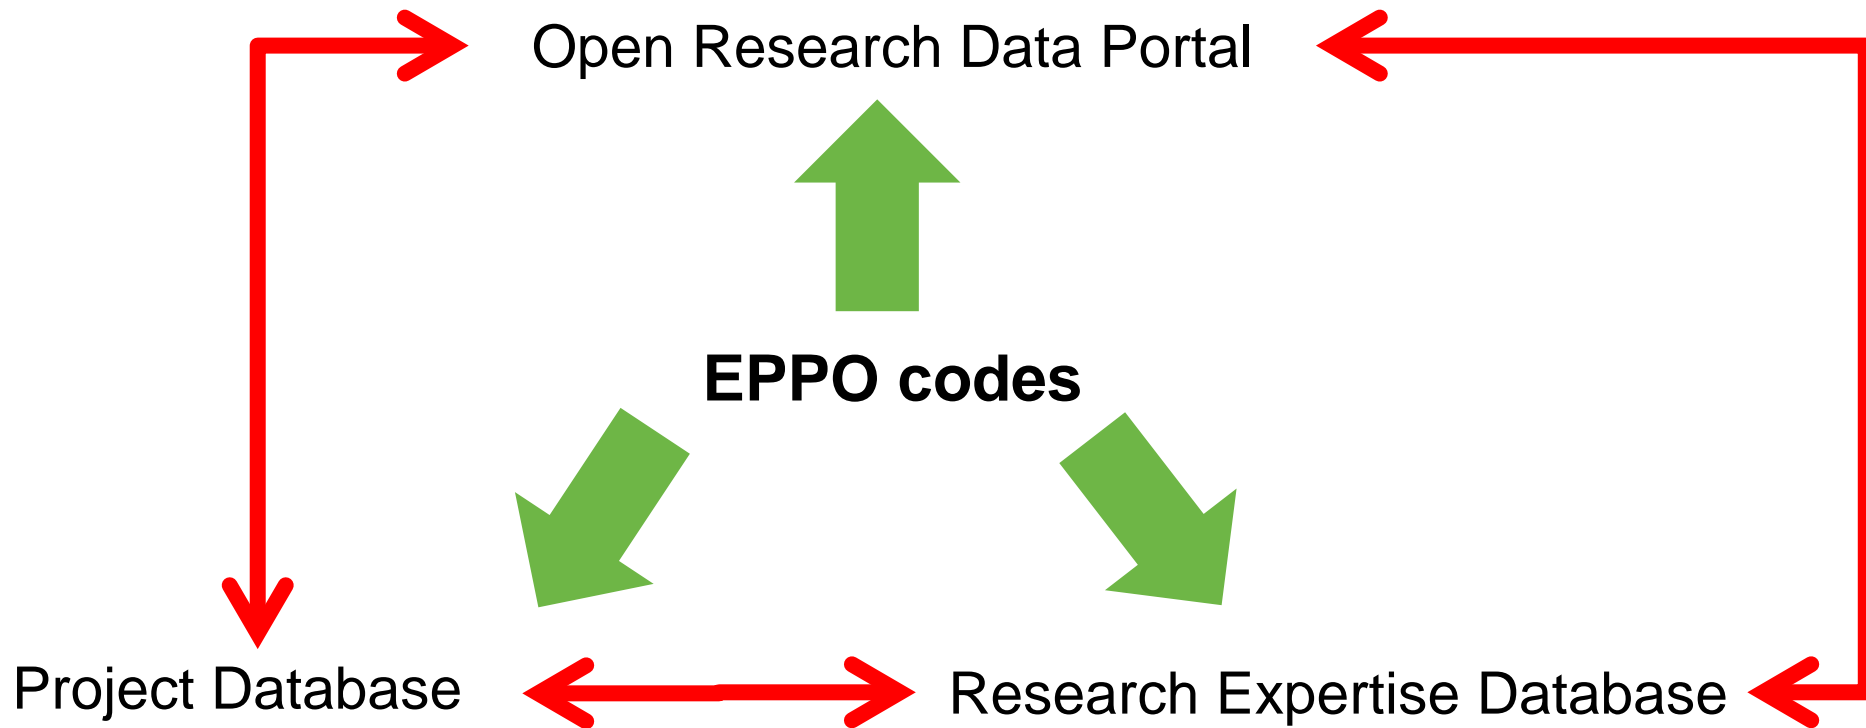 Open Research Data Portal
EPPO codes
Project Database
Research Expertise Database